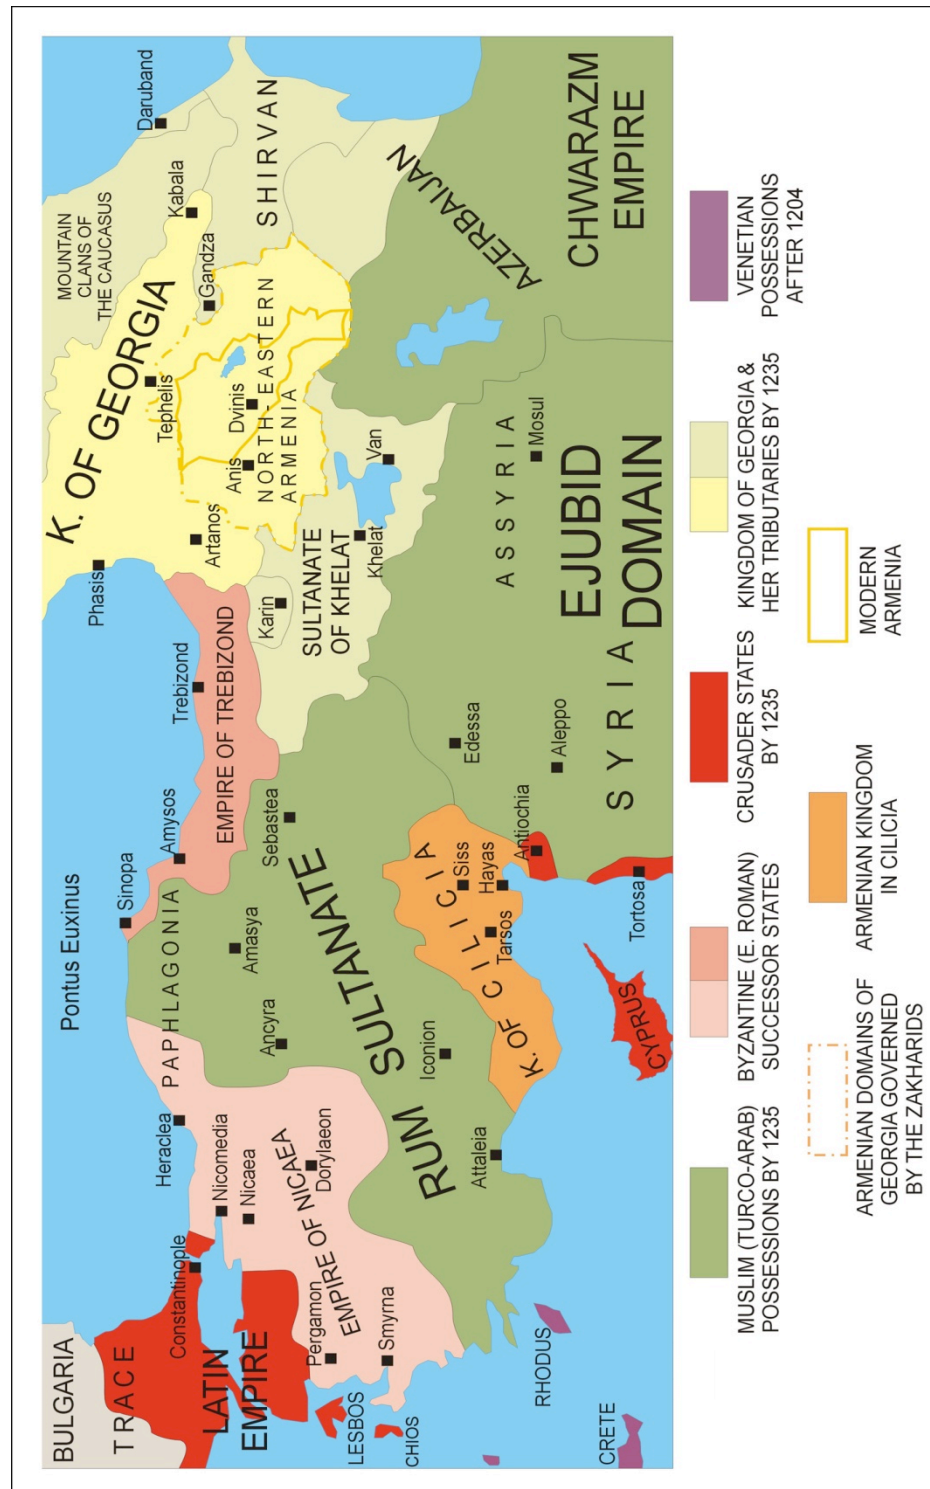 BULGARIA
TRACE
Constantinople
LATIN
EMPIRE
LESBOS
CHIOS
RHODUS
CRETE
Pergamon
Smyrna
EMPIRE OF NICAEA
Heraclea
Nicomedia
Nicaea
Dorylaeon
Pontus Euxinus
PAPHLAGONIA
Sinopa
Amysos
Amasya
Ancyra
RUM SULTANATE
Iconion
Attaleia
Sebastea
K. OF CILICIA
Siss
Hayas
Tarsos
CYPRUS
Antiochia
Tortosa
Trebizond
EMPIRE OF TREBIZOND
Phasis
K. OF GEORGIA
Artanos
Tephelis
Karin
SULTANATE
OF KHELAT
Khelat
Van
Anis
Dvinis
NORTH-EASTERN
ARMENIA
MOUNTAIN
CLANS OF
THE CAUCASUS
Gandza
Kabala
Daruband
SHIRVAN
AZERBAIJAN
CHWARAZM
EMPIRE
ASSYRIA
Mosul
EJUBID
DOMAIN
SYRIA
Edessa
Aleppo
MUSLIM (TURCO-ARAB)
POSSESSIONS BY 1235
BYZANTINE (E. ROMAN)
SUCCESSOR STATES
CRUSADER STATES
BY 1235
KINGDOM OF GEORGIA &
HER TRIBUTARIES BY 1235
VENETIAN
POSSESSIONS
AFTER 1204
ARMENIAN DOMAINS OF
GEORGIA GOVERNED
BY THE ZAKHARIDS
ARMENIAN KINGDOM
IN CILICIA
MODERN
ARMENIA